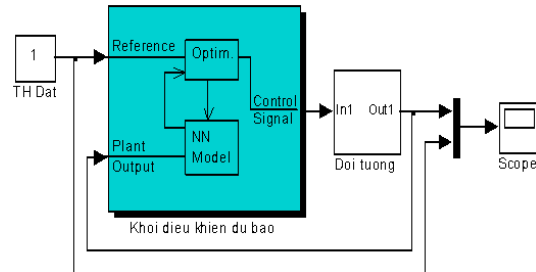 1
TH Dat
Reference
Optim.
Control
Signal
NN
Model
Plant
Output
Khoi dieu khien du bao
In1
Out1
Doi tuong
Scope